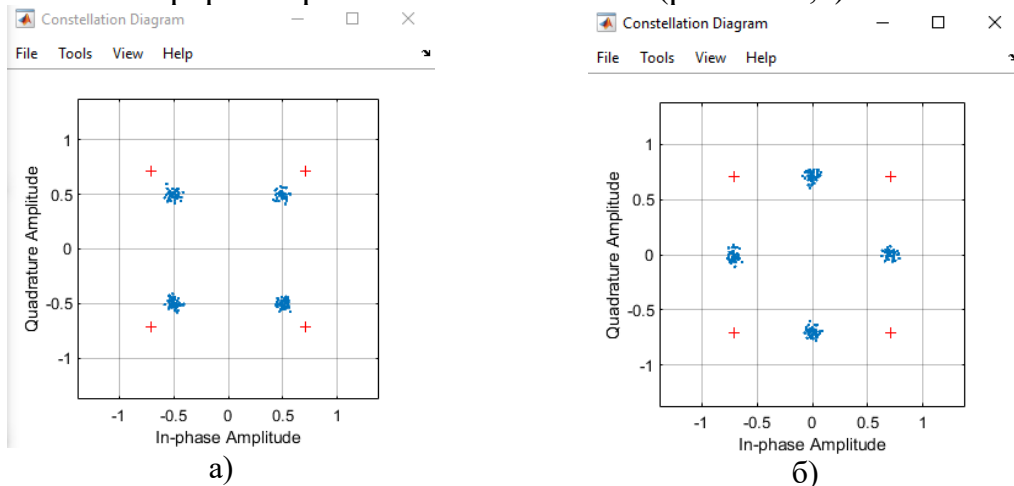 Constellation Diagram
File Tools View Help
1
0.5
0
-0.5
-1
Quadrature Amplitude
-1 -0.5 0 0.5 1
In-phase Amplitude
а)
Constellation Diagram
File Tools View Help
1
0.5
0
-0.5
-1
Quadrature Amplitude
-1 -0.5 0 0.5 1
In-phase Amplitude
б)